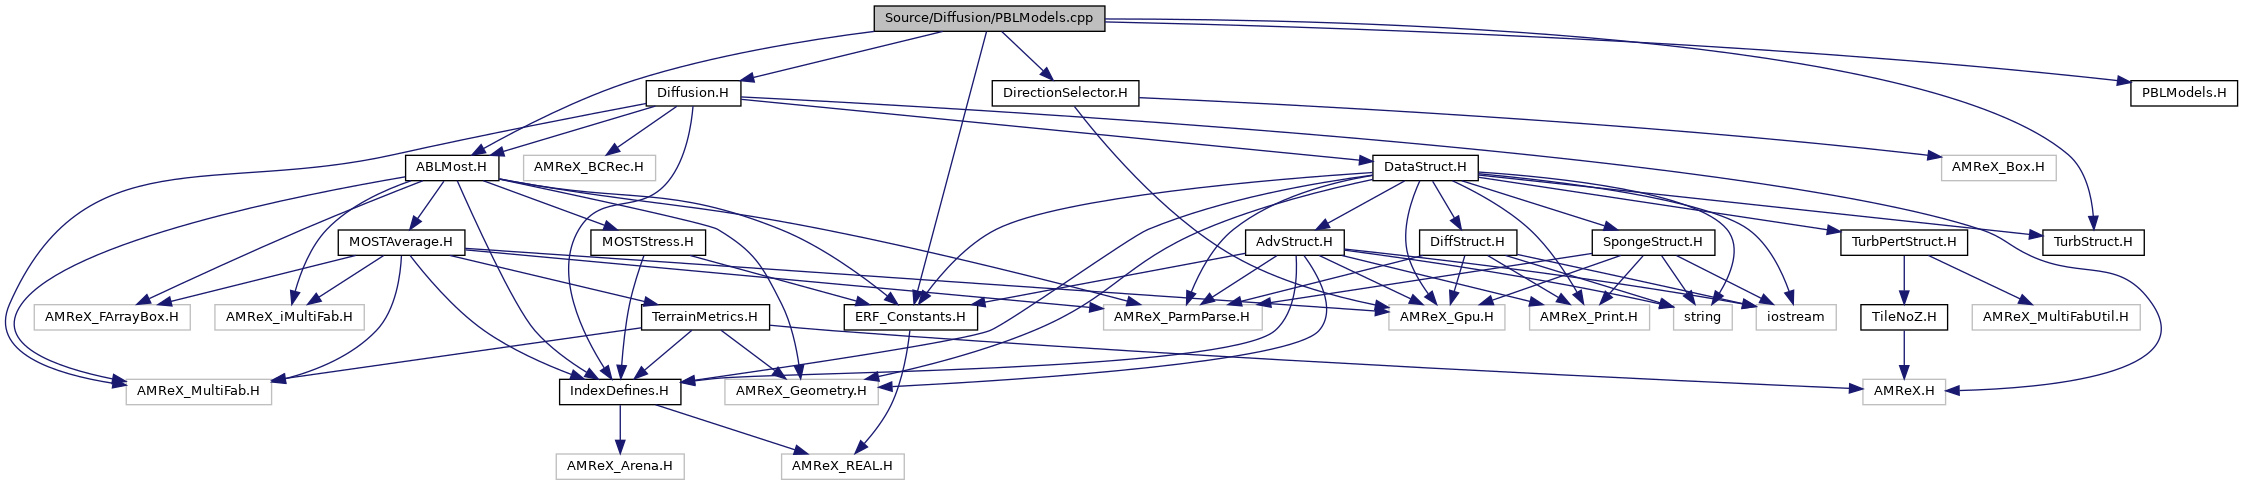 Source/Diffusion/PBLModels.cpp
Diffusion.H
DirectionSelector.H
PBLModels.H
ABLMost.H
AMReX_BCRec.H
DataStruct.H
AMReX_Box.H
MOSTAverage.H
MOSTStress.H
AdvStruct.H
DiffStruct.H
SpongeStruct.H
TurbPertStruct.H
TurbStruct.H
AMReX_FArrayBox.H
AMReX_iMultiFab.H
TerrainMetrics.H
ERF_Constants.H
AMReX_ParmParse.H
AMReX_Gpu.H
AMReX_Print.H
string
iostream
TileNoZ.H
AMReX_MultiFabUtil.H
AMReX_MultiFab.H
IndexDefines.H
AMReX_Geometry.H
AMReX.H
AMReX_Arena.H
AMReX_REAL.H